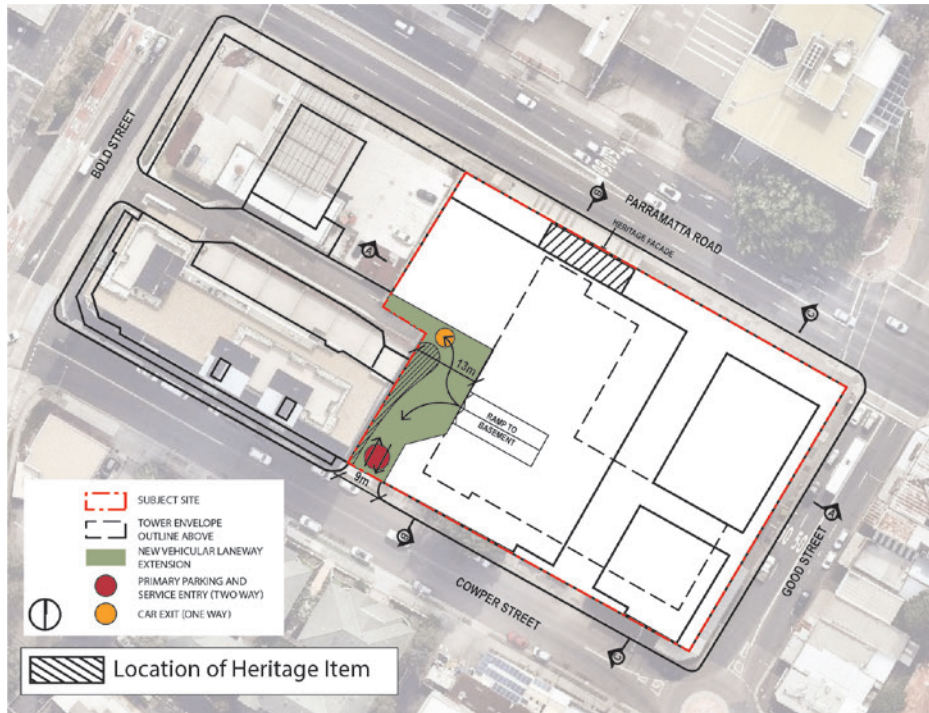 BOLD STREET
PARRAMATTA ROAD
HERITAGE FACADE
B
A
C
13m
RAMP TO
BASEMENT
9m
B
COWPER STREET
C
GOOD STREET
A
SUBJECT SITE
TOWER ENVELOPE
OUTLINE ABOVE
NEW VEHICULAR LANEWAY
EXTENSION
PRIMARY PARKING AND
SERVICE ENTRY (TWO WAY)
CAR EXIT (ONE WAY)
Location of Heritage Item